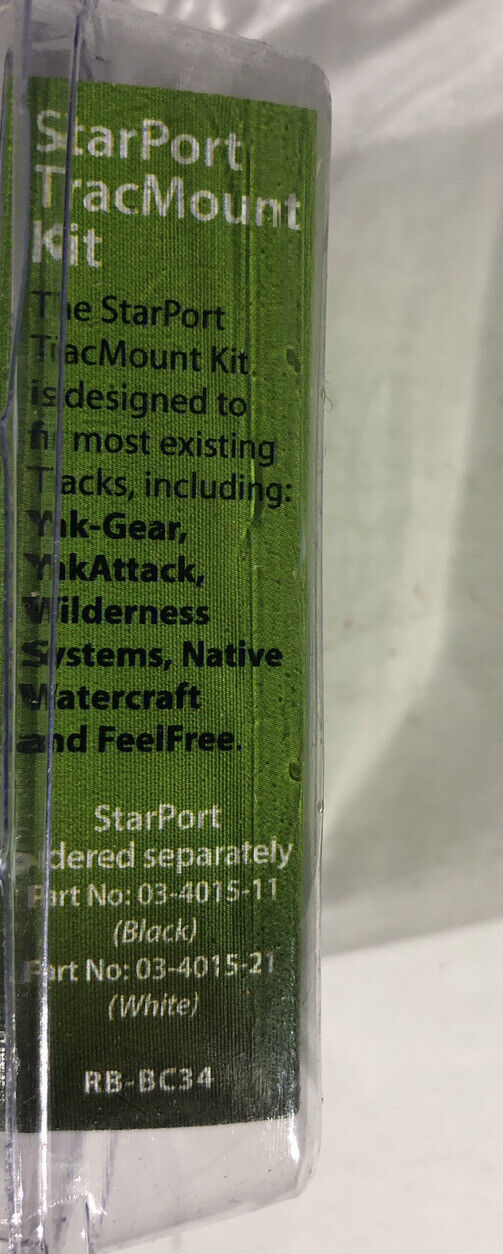 StarPort
TracMount
Kit
The StarPort
TracMount Kit
is designed to
fit most existing
Tracks, including:
Yak-Gear,
YakAttack,
Wilderness
Systems, Native
Watercraft
and FeelFree.
StarPort
ordered separately
Part No: 03-4015-11
(Black)
Part No: 03-4015-21
(White)
RB-BC34